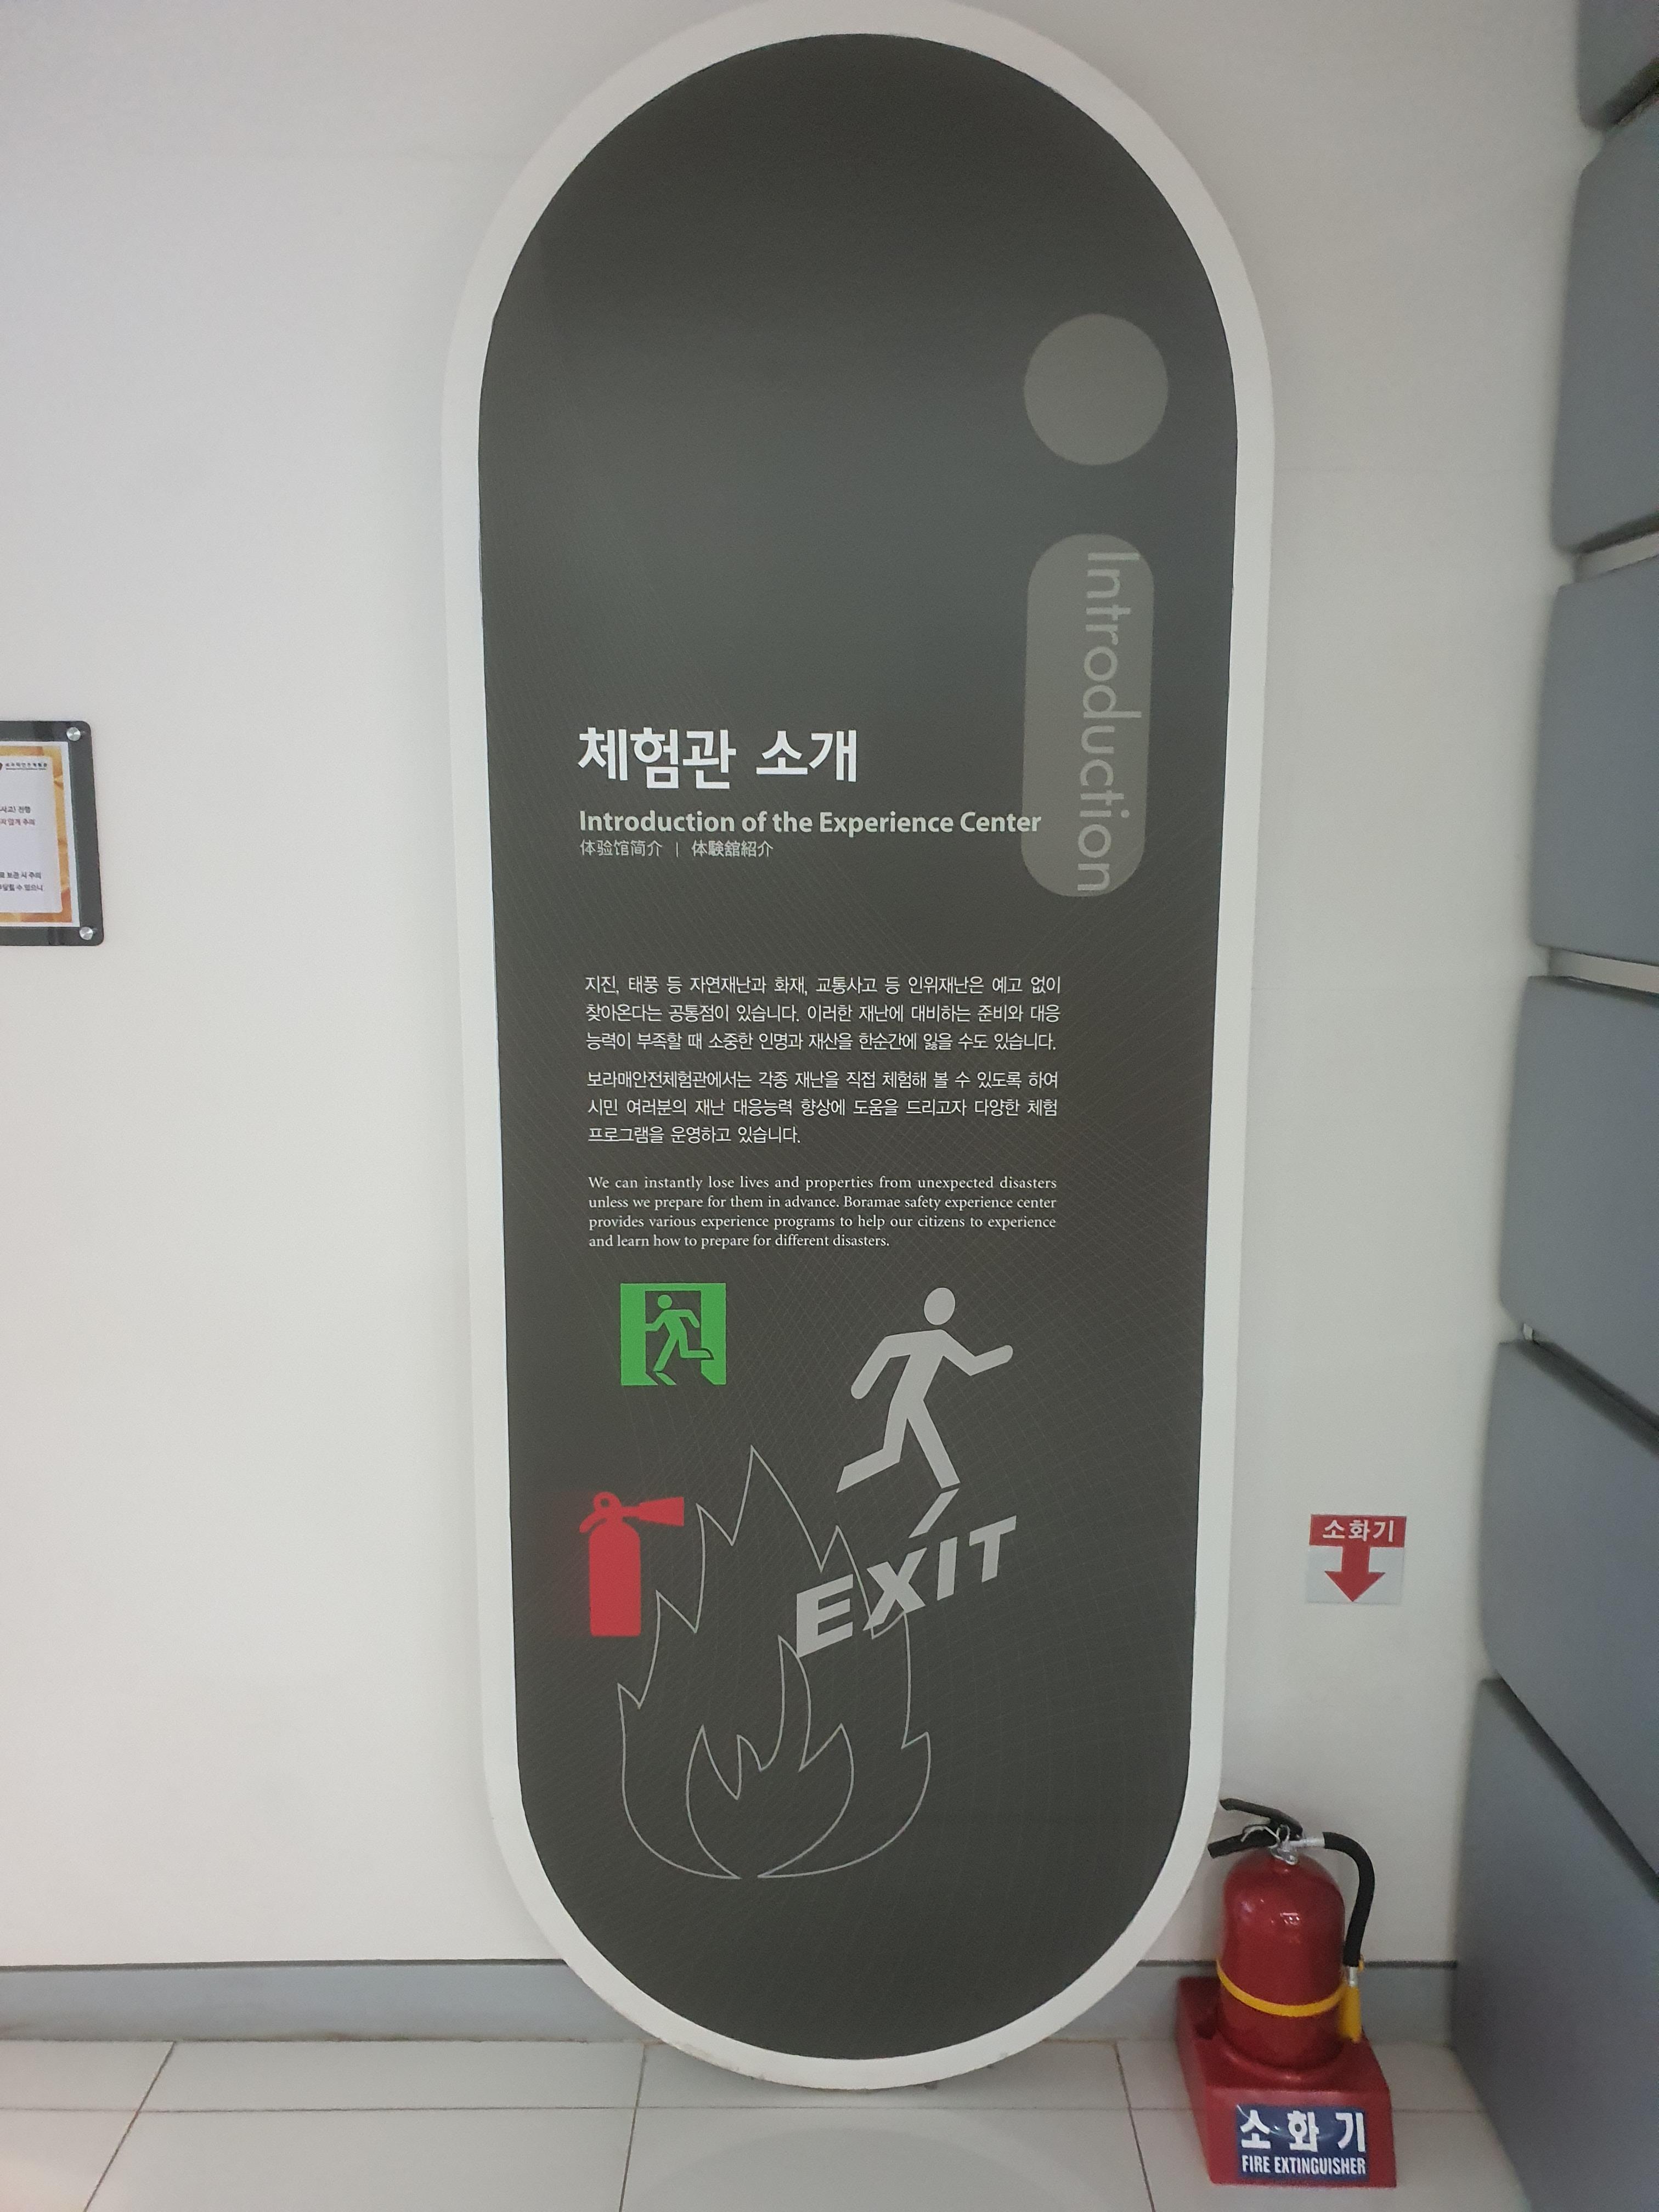 Introduction
체험관 소개
Introduction of the Experience Center
体验馆简介 | 体験舘紹介
지진, 태풍 등 자연재난과 화재, 교통사고 등 인위재난은 예고 없이
찾아온다는 공통점이 있습니다. 이러한 재난에 대비하는 준비와 대응
능력이 부족할 때 소중한 인명과 재산을 한순간에 잃을 수도 있습니다.
보라매안전체험관에서는 각종 재난을 직접 체험해 볼 수 있도록 하여
시민 여러분의 재난 대응능력 향상에 도움을 드리고자 다양한 체험
프로그램을 운영하고 있습니다.
We can instantly lose lives and properties from unexpected disasters
unless we prepare for them in advance. Boramae safety experience center
provides various experience programs to help our citizens to experience
and learn how to prepare for different disasters.
EXIT
소화기
소화기
FIRE EXTINGUISHER